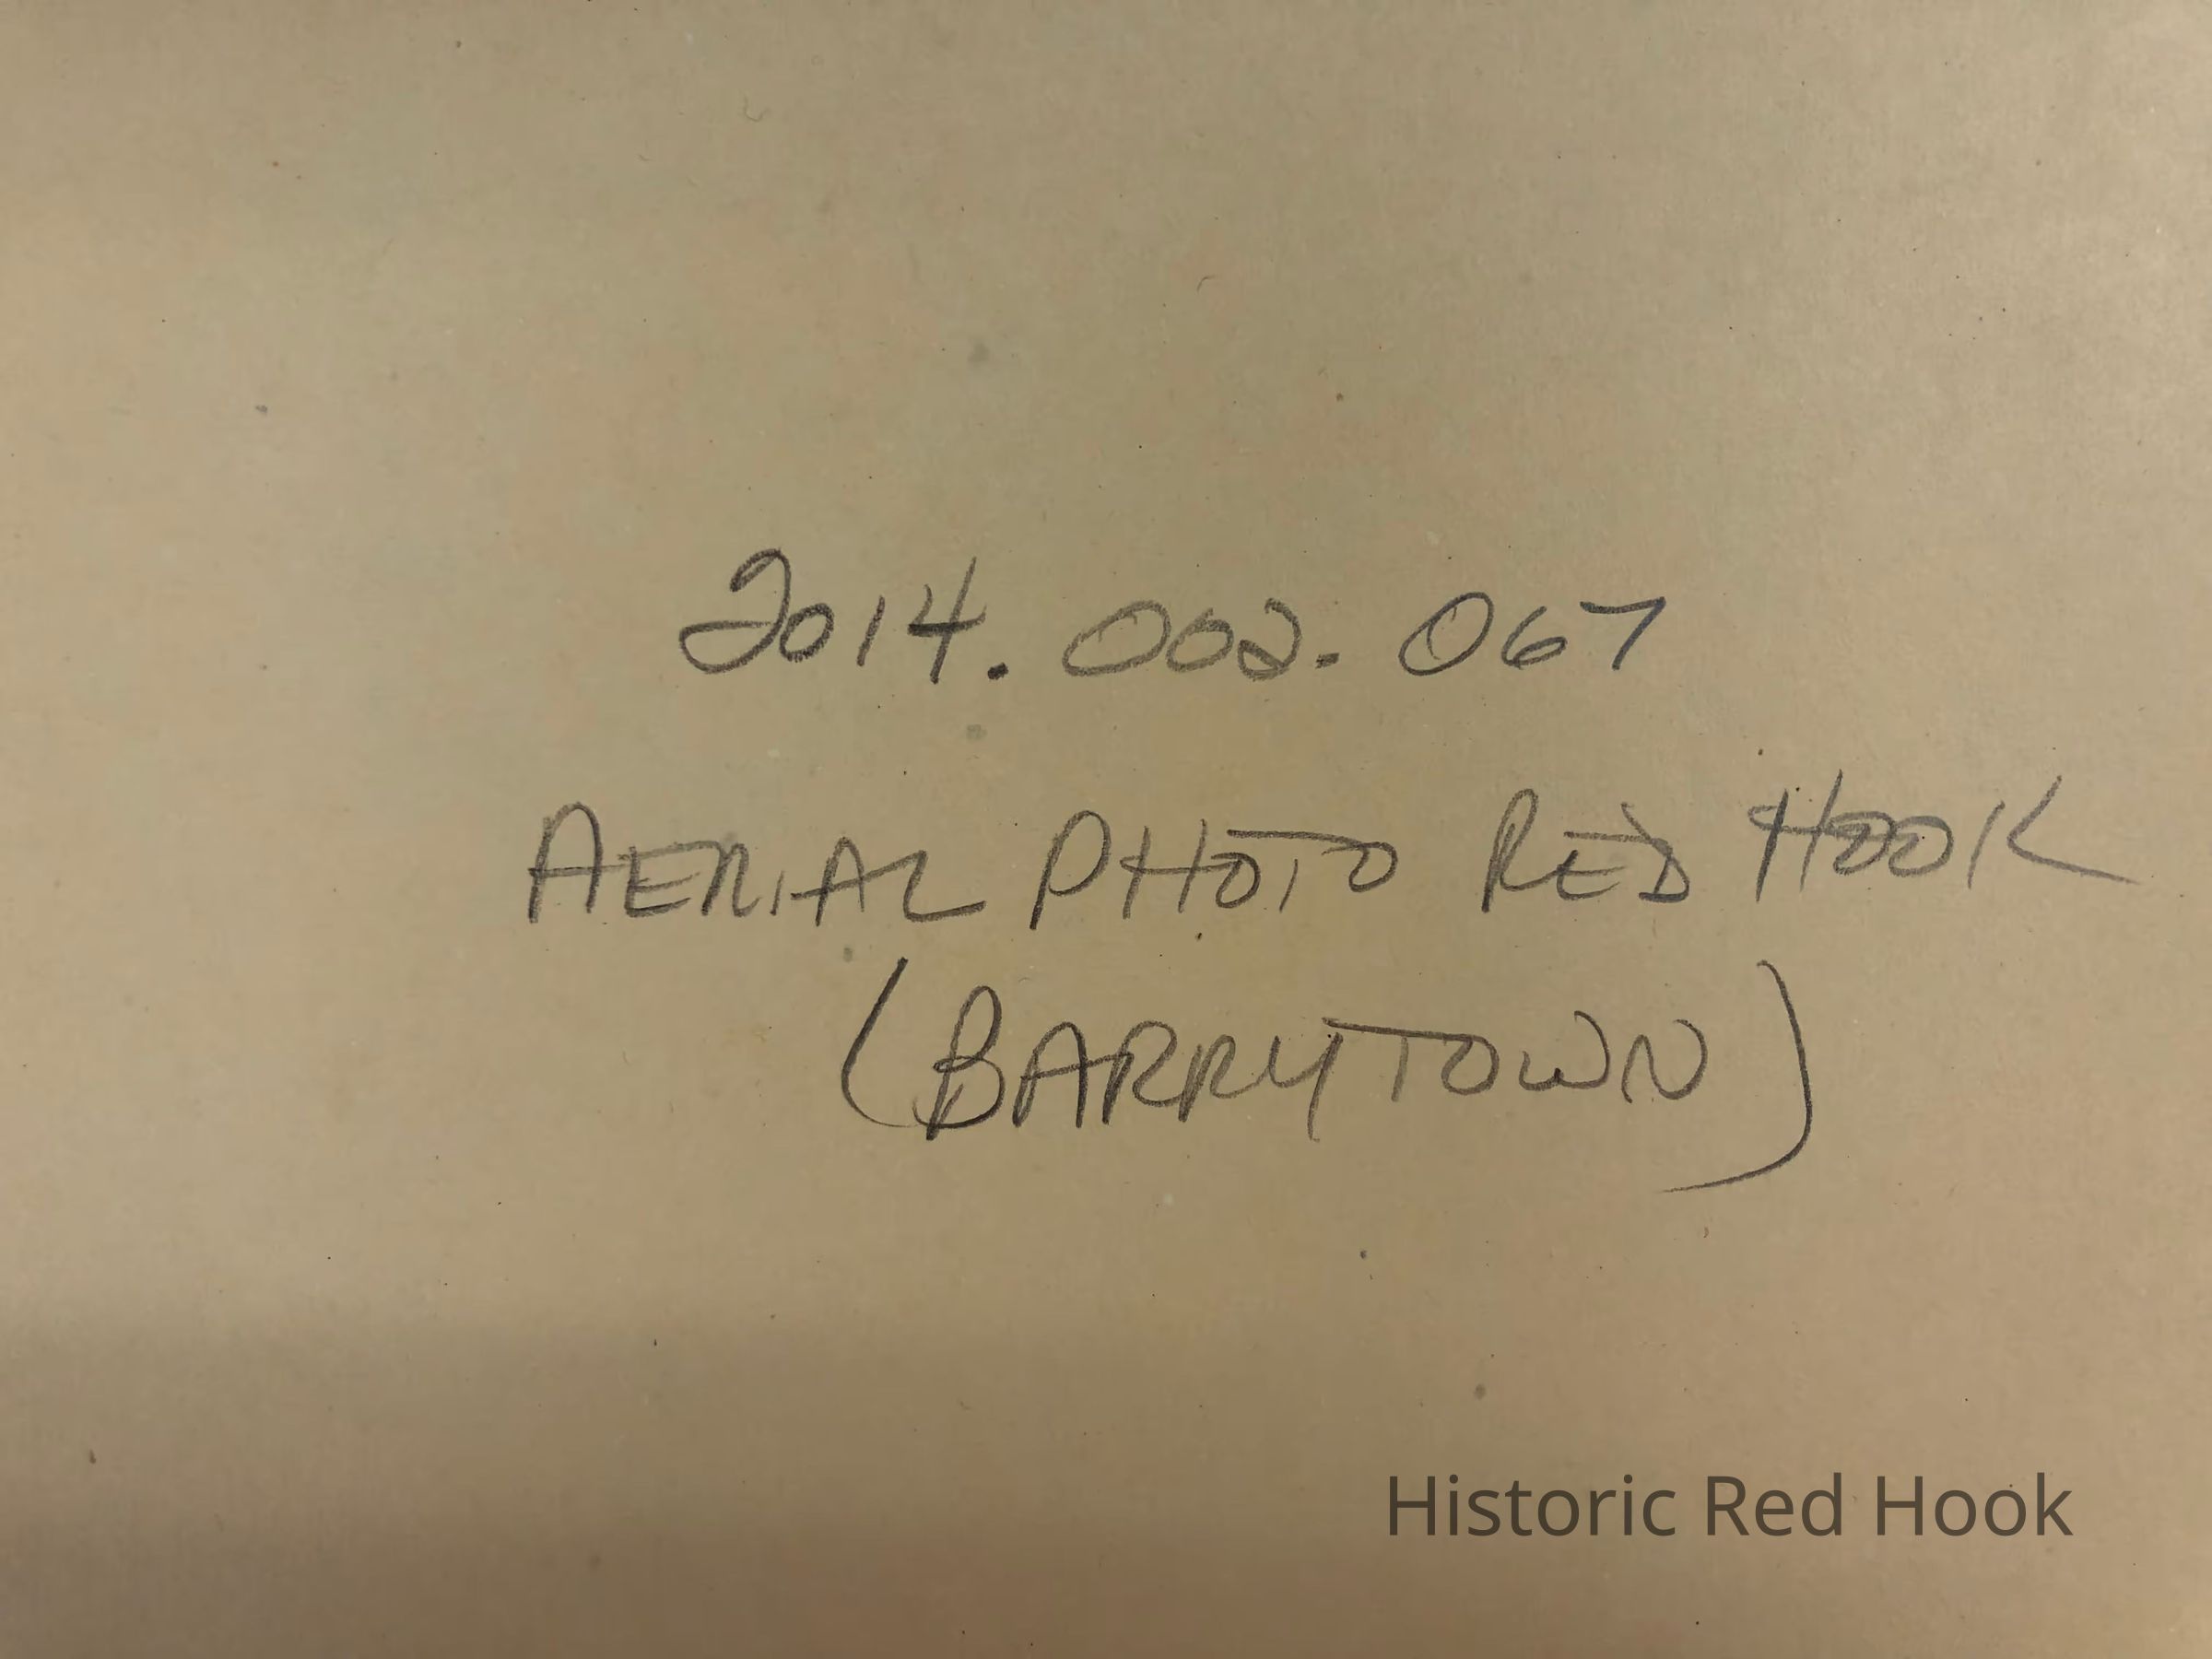 2014.002.067
AERIAL PHOTO RED HOOK
(BARRYTOWN)
Historic Red Hook